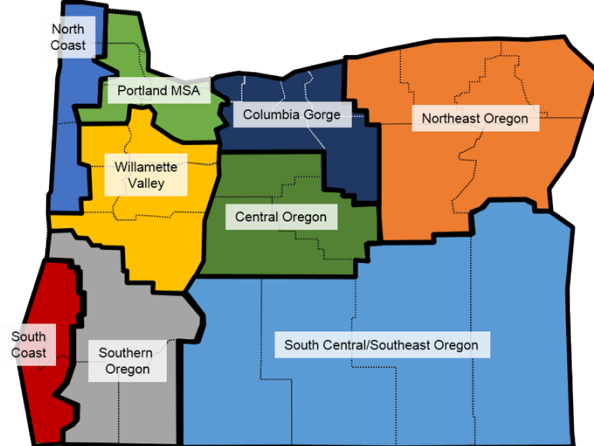 North
Coast
Portland MSA
Columbia Gorge
Northeast Oregon
Willamette
Valley
Central Oregon
South
Coast
Southern
Oregon
South Central/Southeast Oregon